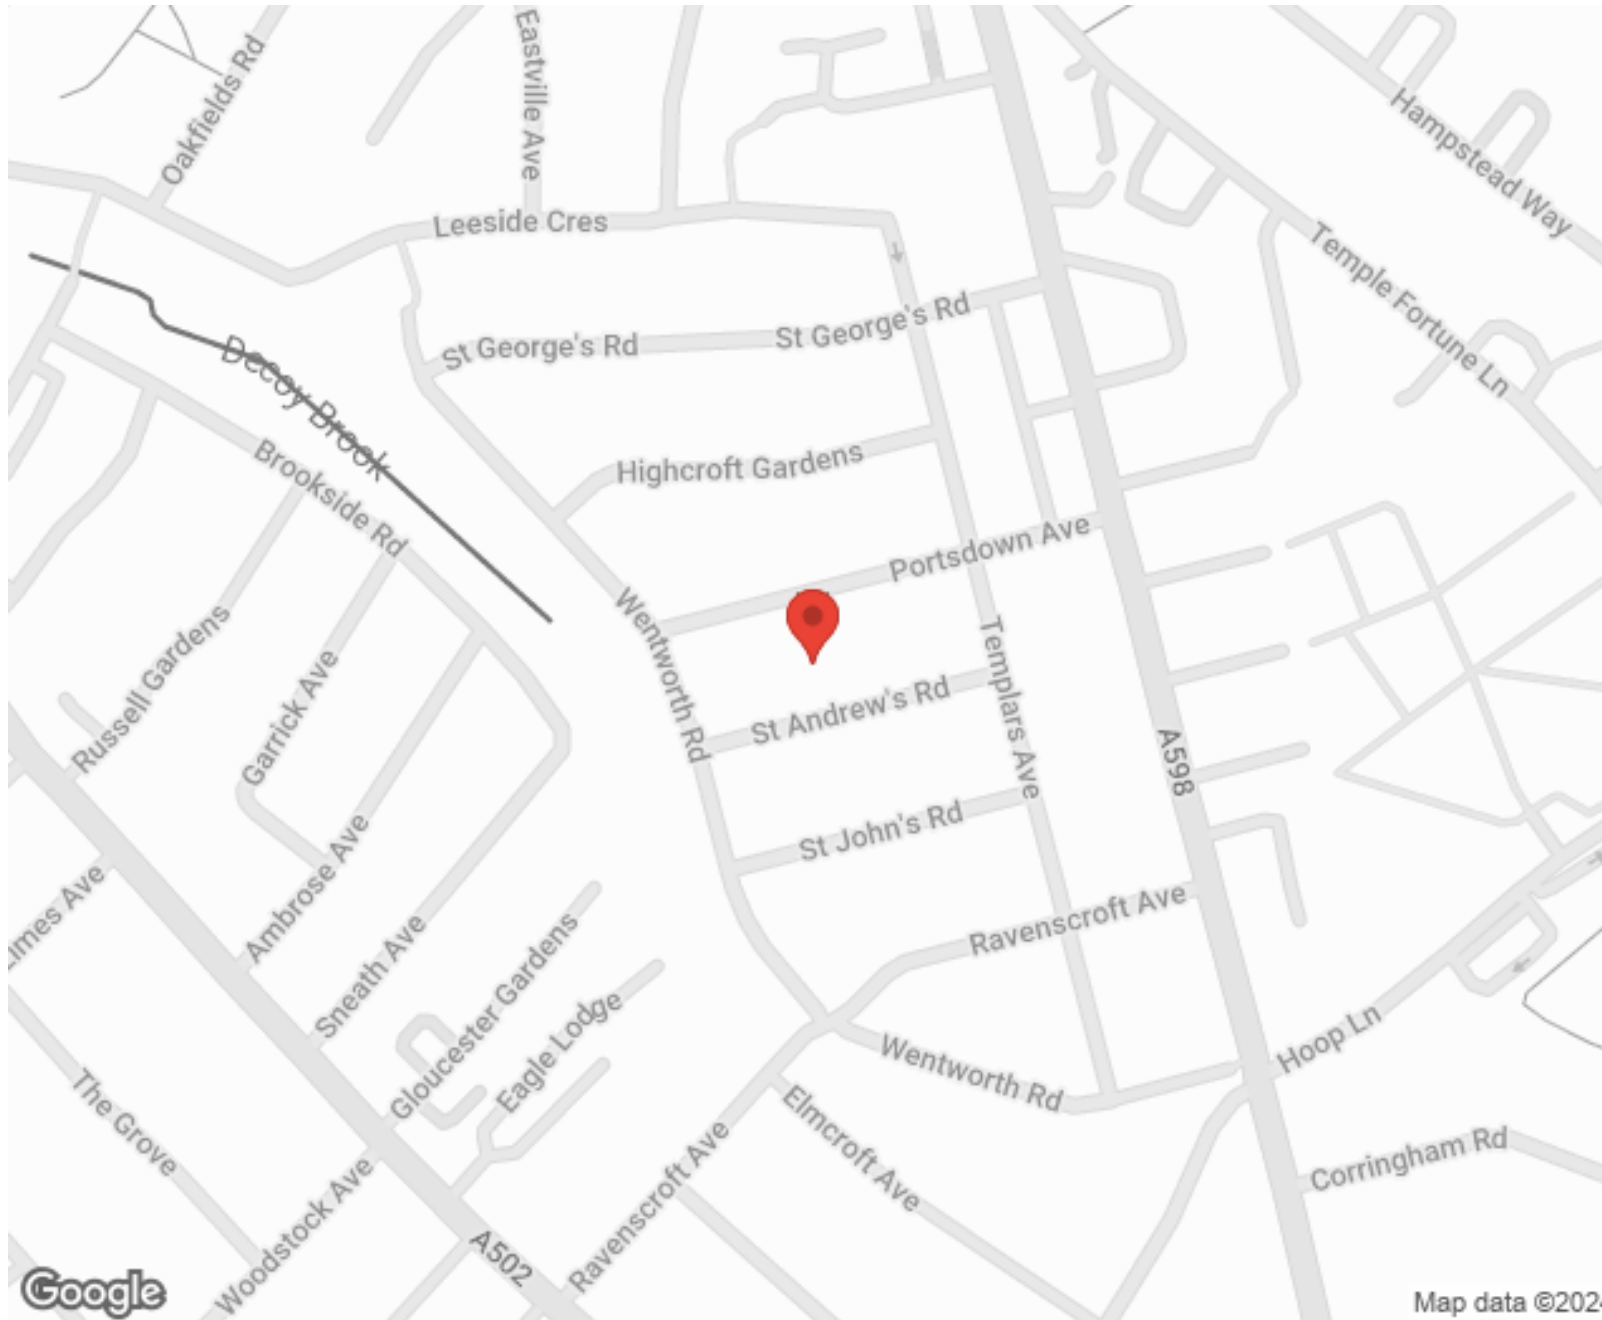 Eastville Ave
Oakfields Rd
Hampstead Way
Leeside Cres
Temple Fortune Ln
St George's Rd
St George's Rd
Decoy Brook
Highcroft Gardens
Brookside Rd
Portsdown Ave
Wentworth Rd
Templars Ave
Russell Gardens
Garrick Ave
St Andrew's Rd
A598
St John's Rd
Ambrose Ave
Ravenscroft Ave
Sneath Ave
Gloucester Gardens
Eagle Lodge
Hoop Ln
Wentworth Rd
The Grove
Elmcroft Ave
Corringham Rd
Ravenscroft Ave
Woodstock Ave
A502
Google
Map data ©2024